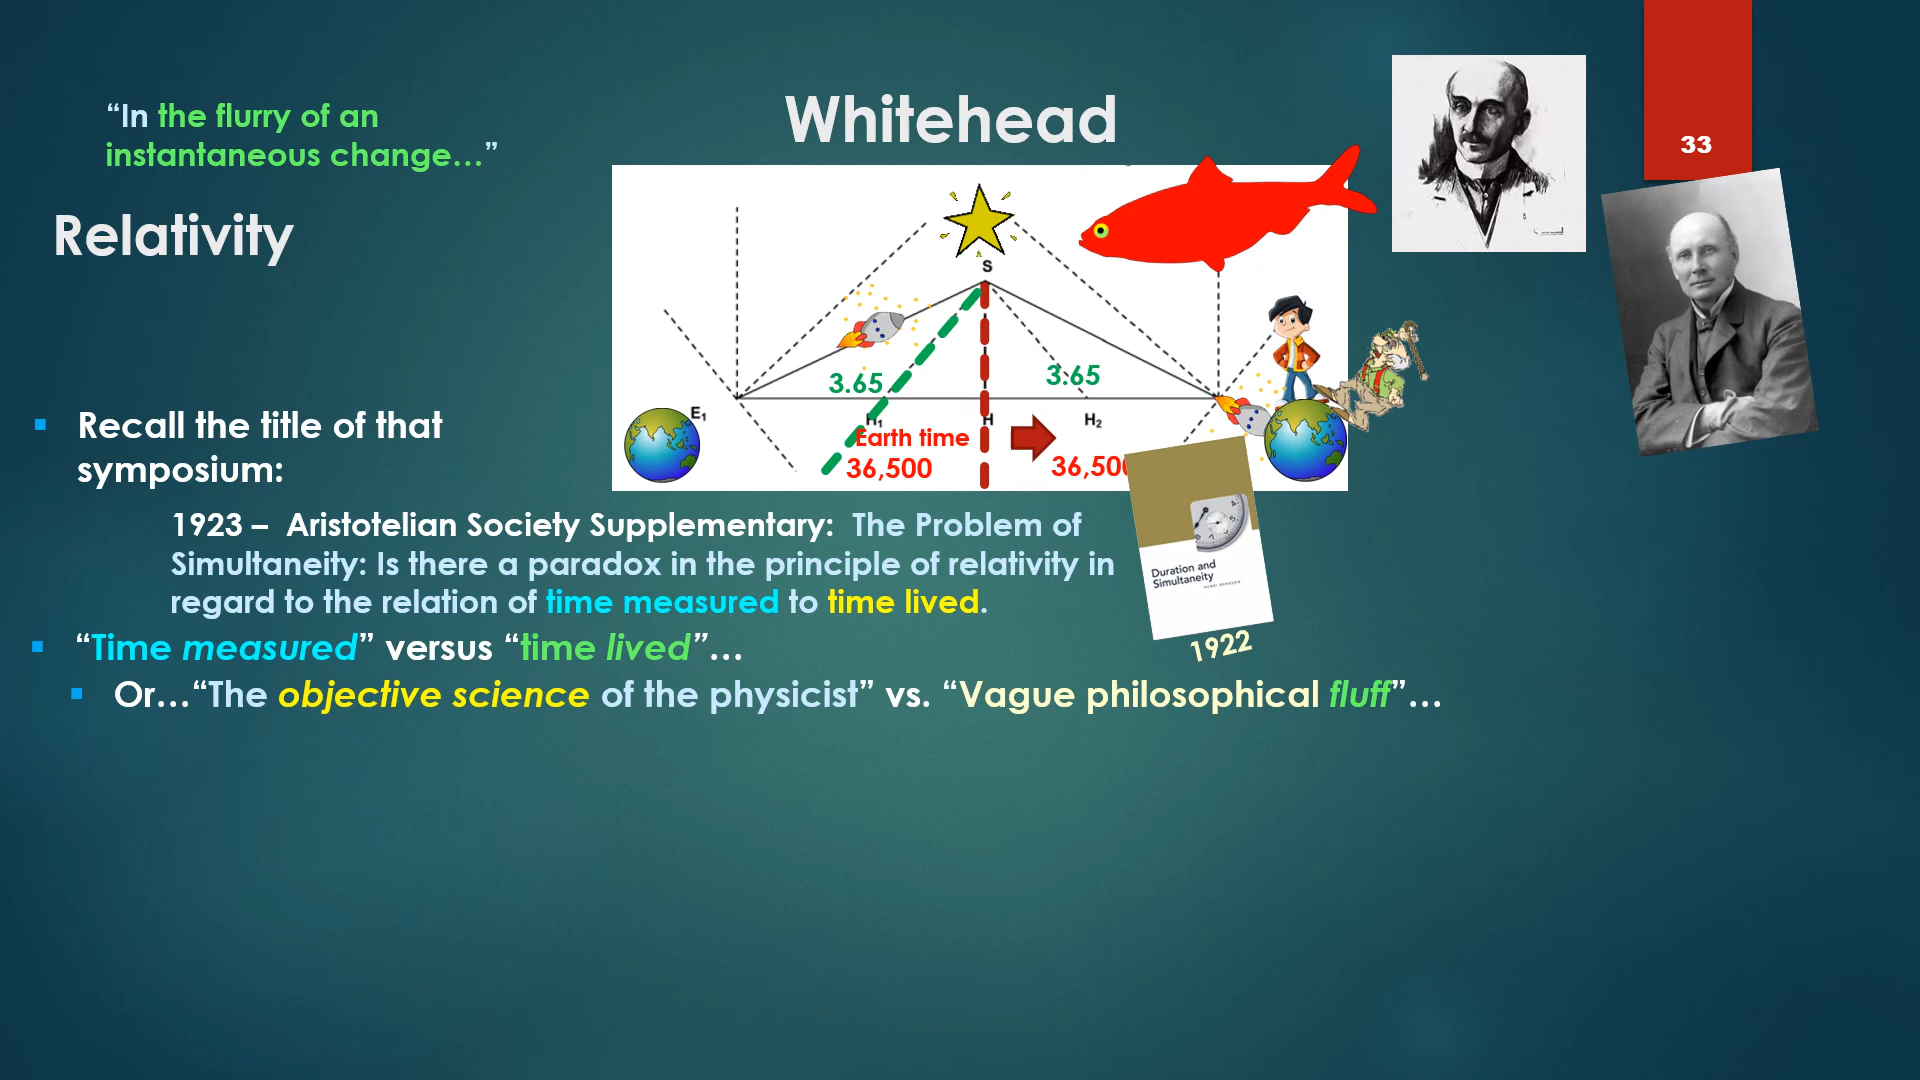 “In the flurry of an
instantaneous change…”
Whitehead
33
Relativity
S
3.65
3.65
E1
H1
H
H2
Earth time
36,500
36,500
Recall the title of that
symposium:
1923 – Aristotelian Society Supplementary: The Problem of
Simultaneity: Is there a paradox in the principle of relativity in
regard to the relation of time measured to time lived.
Duration and
Simultaneity
HENRI BERGSON
1922
“Time measured” versus “time lived”…
Or…“The objective science of the physicist” vs. “Vague philosophical fluff”…